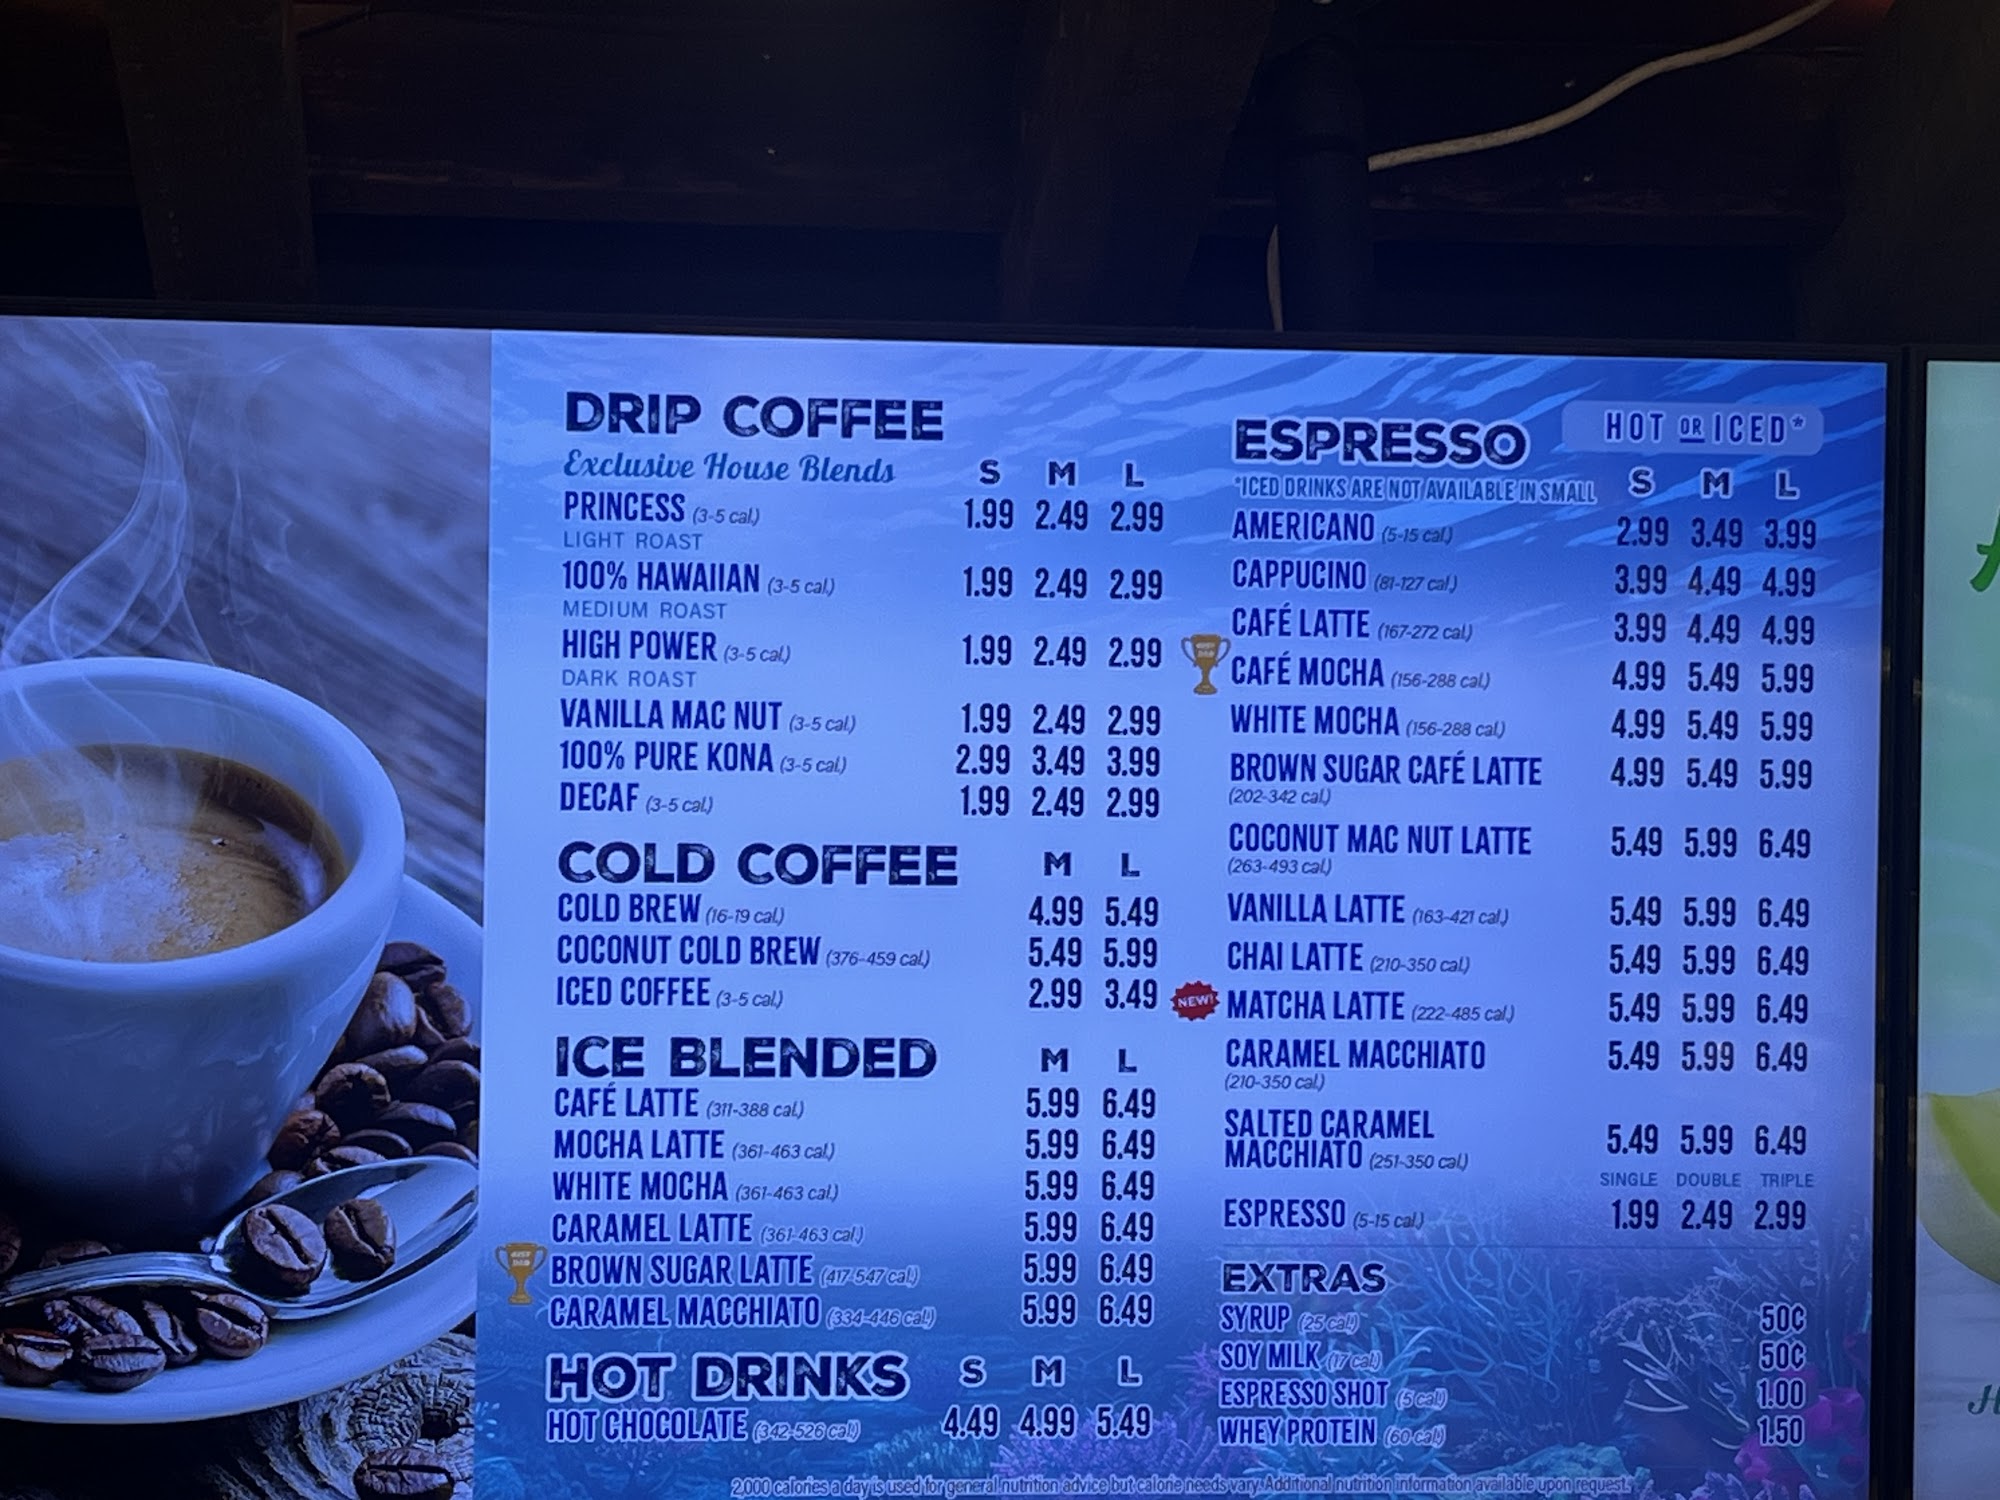 DRIP COFFEE
Exclusive House Blends S M L
PRINCESS (3-5 cal.) 1.99 2.49 2.99
LIGHT ROAST
100% HAWAIIAN (3-5 cal.) 1.99 2.49 2.99
MEDIUM ROAST
HIGH POWER (3-5 cal.) 1.99 2.49 2.99
DARK ROAST
VANILLA MAC NUT (3-5 cal.) 1.99 2.49 2.99
100% PURE KONA (3-5 cal.) 2.99 3.49 3.99
DECAF (3-5 cal.) 1.99 2.49 2.99
COLD COFFEE M L
COLD BREW (16-19 cal.) 4.99 5.49
COCONUT COLD BREW (376-459 cal.) 5.49 5.99
ICED COFFEE (3-5 cal.) 2.99 3.49
ICE BLENDED M L
CAFÉ LATTE (311-388 cal.) 5.99 6.49
MOCHA LATTE (361-463 cal.) 5.99 6.49
WHITE MOCHA (361-463 cal.) 5.99 6.49
CARAMEL LATTE (361-463 cal.) 5.99 6.49
BROWN SUGAR LATTE (417-547 cal.) 5.99 6.49
CARAMEL MACCHIATO (334-446 cal.) 5.99 6.49
HOT DRINKS S M L
HOT CHOCOLATE (342-526 cal.) 4.49 4.99 5.49
ESPRESSO HOT OR ICED*
*ICED DRINKS ARE NOT AVAILABLE IN SMALL S M L
AMERICANO (5-15 cal.) 2.99 3.49 3.99
CAPPUCINO (81-127 cal.) 3.99 4.49 4.99
CAFÉ LATTE (167-272 cal.) 3.99 4.49 4.99
CAFÉ MOCHA (156-288 cal.) 4.99 5.49 5.99
WHITE MOCHA (156-288 cal.) 4.99 5.49 5.99
BROWN SUGAR CAFÉ LATTE 4.99 5.49 5.99
(202-342 cal.)
COCONUT MAC NUT LATTE 5.49 5.99 6.49
(263-493 cal.)
VANILLA LATTE (163-421 cal.) 5.49 5.99 6.49
CHAI LATTE (210-350 cal.) 5.49 5.99 6.49
NEW! MATCHA LATTE (222-485 cal.) 5.49 5.99 6.49
CARAMEL MACCHIATO 5.49 5.99 6.49
(210-350 cal.)
SALTED CARAMEL
MACCHIATO (251-350 cal.) 5.49 5.99 6.49
SINGLE DOUBLE TRIPLE
ESPRESSO (5-15 cal.) 1.99 2.49 2.99
EXTRAS
SYRUP (25 cal.) 50¢
SOY MILK (17 cal.) 50¢
ESPRESSO SHOT (5 cal.) 1.00
WHEY PROTEIN (60 cal.) 1.50
2,000 calories a day is used for general nutrition advice but calorie needs vary. Additional nutrition information available upon request.